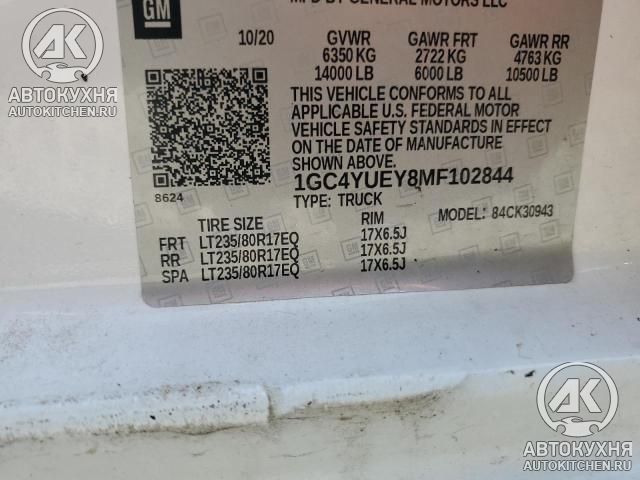 GM
MFD BY GENERAL MOTORS LLC
10/20 GVWR GAWR FRT GAWR RR
6350 KG 2722 KG 4763 KG
14000 LB 6000 LB 10500 LB
THIS VEHICLE CONFORMS TO ALL
APPLICABLE U.S. FEDERAL MOTOR
VEHICLE SAFETY STANDARDS IN EFFECT
ON THE DATE OF MANUFACTURE
SHOWN ABOVE.
8624
1GC4YUEY8MF102844
TYPE: TRUCK MODEL: 84CK30943
TIRE SIZE RIM
FRT LT235/80R17EQ 17X6.5J
RR LT235/80R17EQ 17X6.5J
SPA LT235/80R17EQ 17X6.5J
AK
АВТОКУХНЯ
AUTOKITCHEN.RU
AK
АВТОКУХНЯ
AUTOKITCHEN.RU